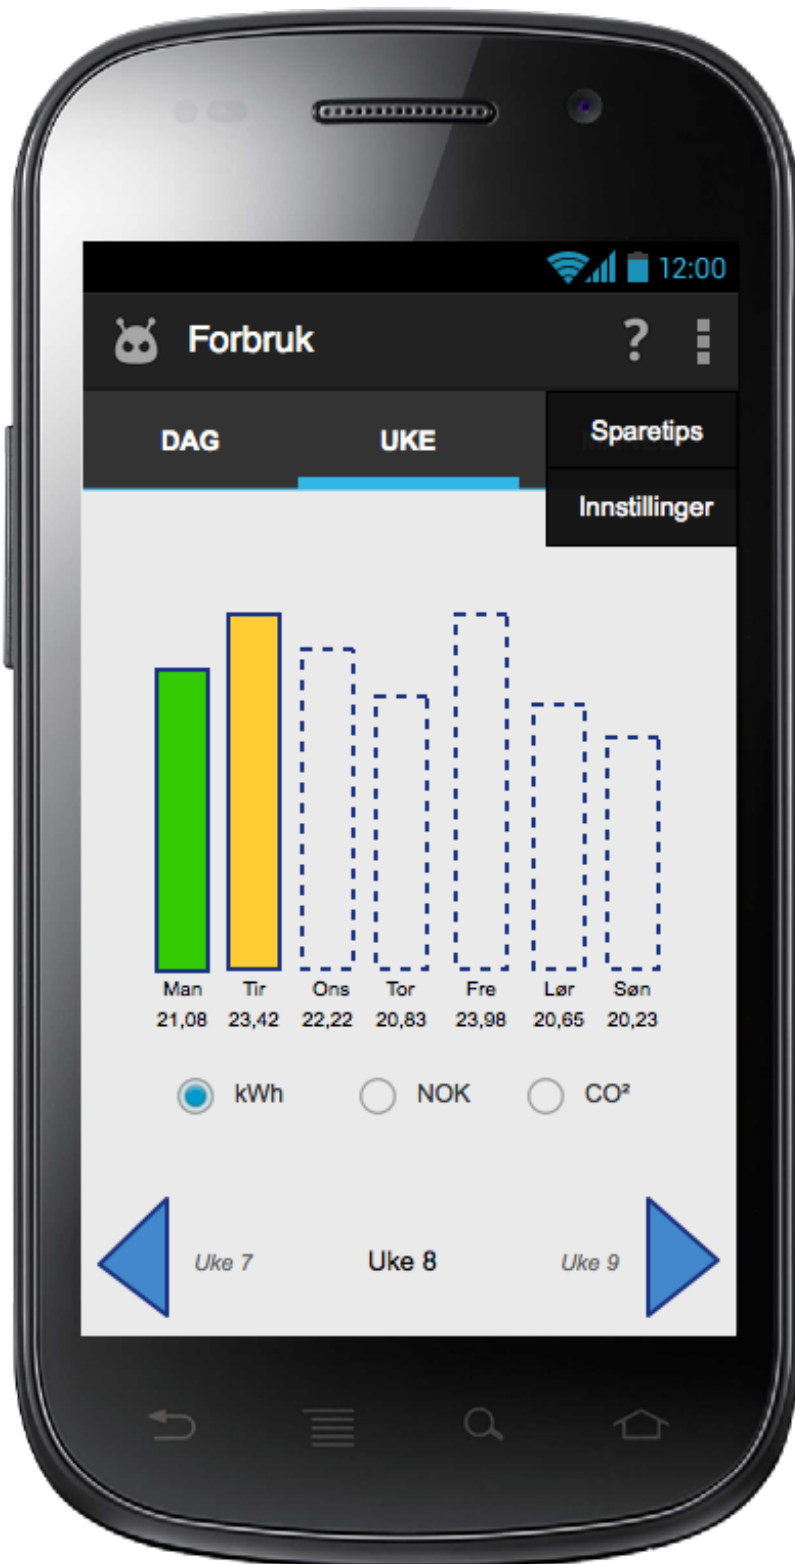 12:00
Forbruk ?
DAG UKE Sparetips
Innstillinger
Man Tir Ons Tor Fre Lør Søn
21,08 23,42 22,22 20,83 23,98 20,65 20,23
kWh NOK CO²
Uke 7 Uke 8 Uke 9